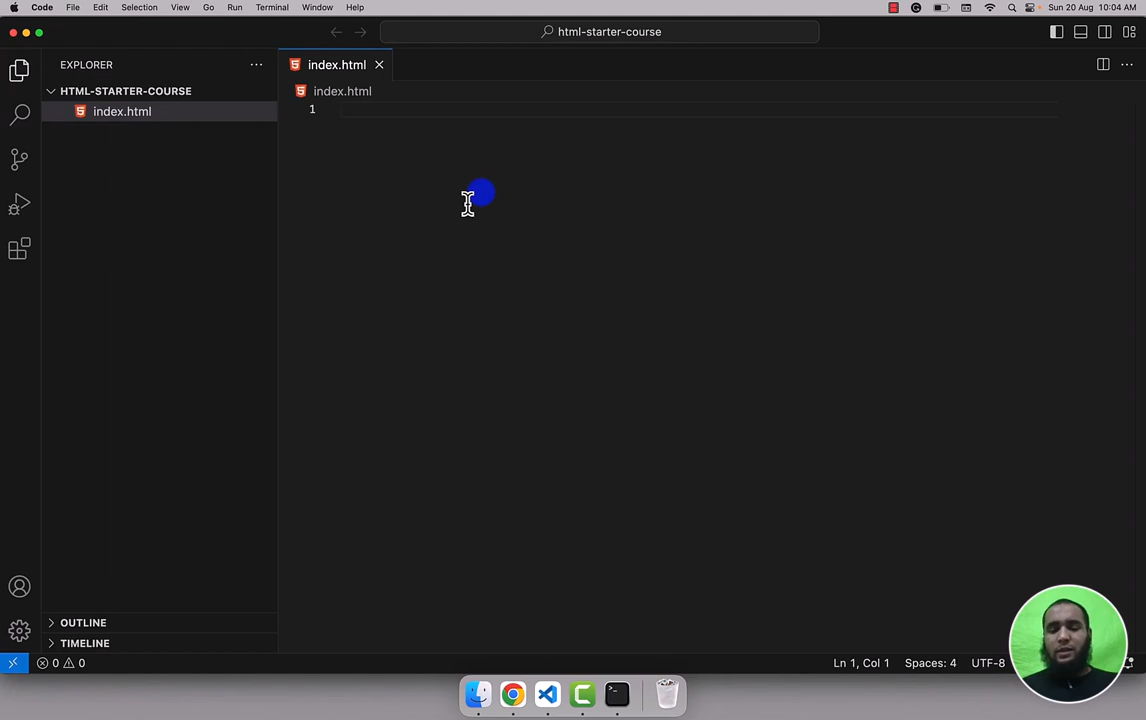 Code File Edit Selection View Go Run Terminal Window Help Sun 20 Aug 10:04 AM
html-starter-course
EXPLORER
index.html
HTML-STARTER-COURSE
index.html
index.html
1
OUTLINE
TIMELINE
0 0 Ln 1, Col 1 Spaces: 4 UTF-8